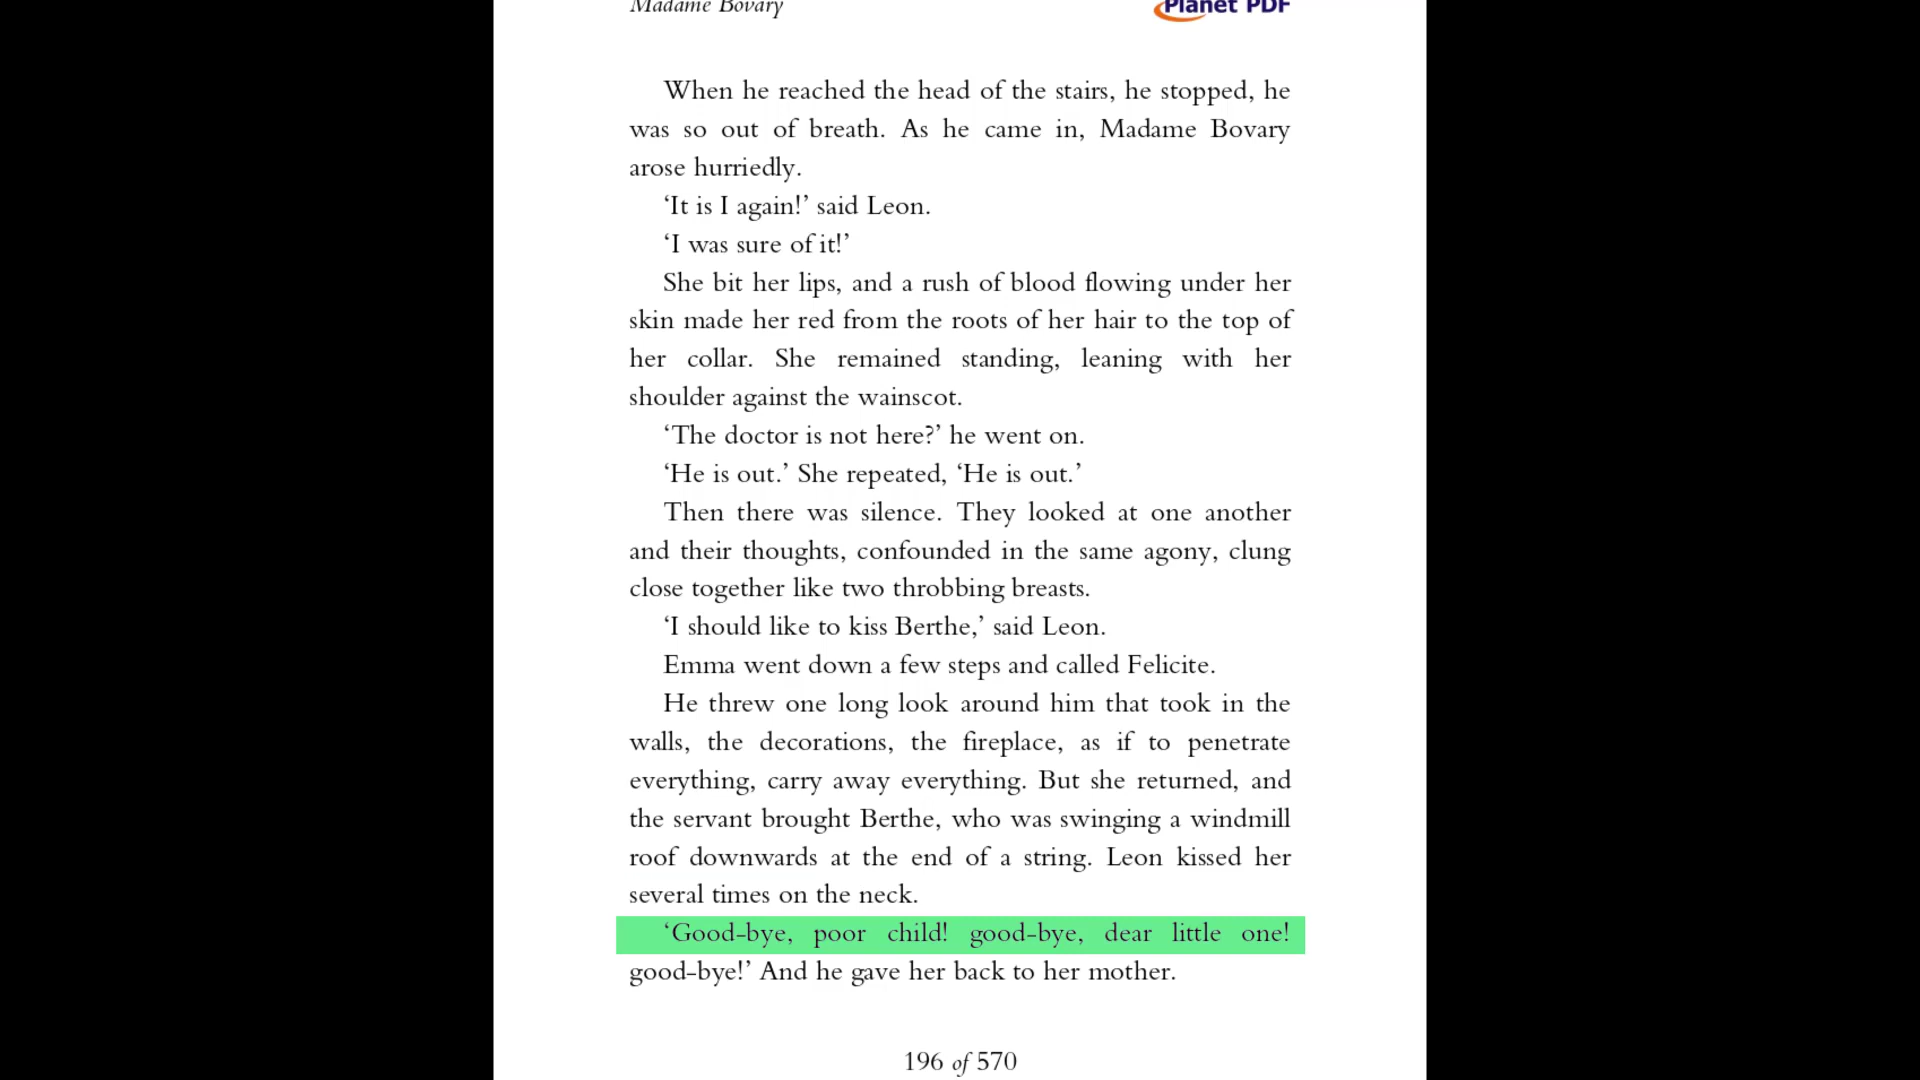 Madame Bovary
Planet PDF
When he reached the head of the stairs, he stopped, he
was so out of breath. As he came in, Madame Bovary
arose hurriedly.
‘It is I again!’ said Leon.
‘I was sure of it!’
She bit her lips, and a rush of blood flowing under her
skin made her red from the roots of her hair to the top of
her collar. She remained standing, leaning with her
shoulder against the wainscot.
‘The doctor is not here?’ he went on.
‘He is out.’ She repeated, ‘He is out.’
Then there was silence. They looked at one another
and their thoughts, confounded in the same agony, clung
close together like two throbbing breasts.
‘I should like to kiss Berthe,’ said Leon.
Emma went down a few steps and called Felicite.
He threw one long look around him that took in the
walls, the decorations, the fireplace, as if to penetrate
everything, carry away everything. But she returned, and
the servant brought Berthe, who was swinging a windmill
roof downwards at the end of a string. Leon kissed her
several times on the neck.
‘Good-bye, poor child! good-bye, dear little one!
good-bye!’ And he gave her back to her mother.
196 of 570